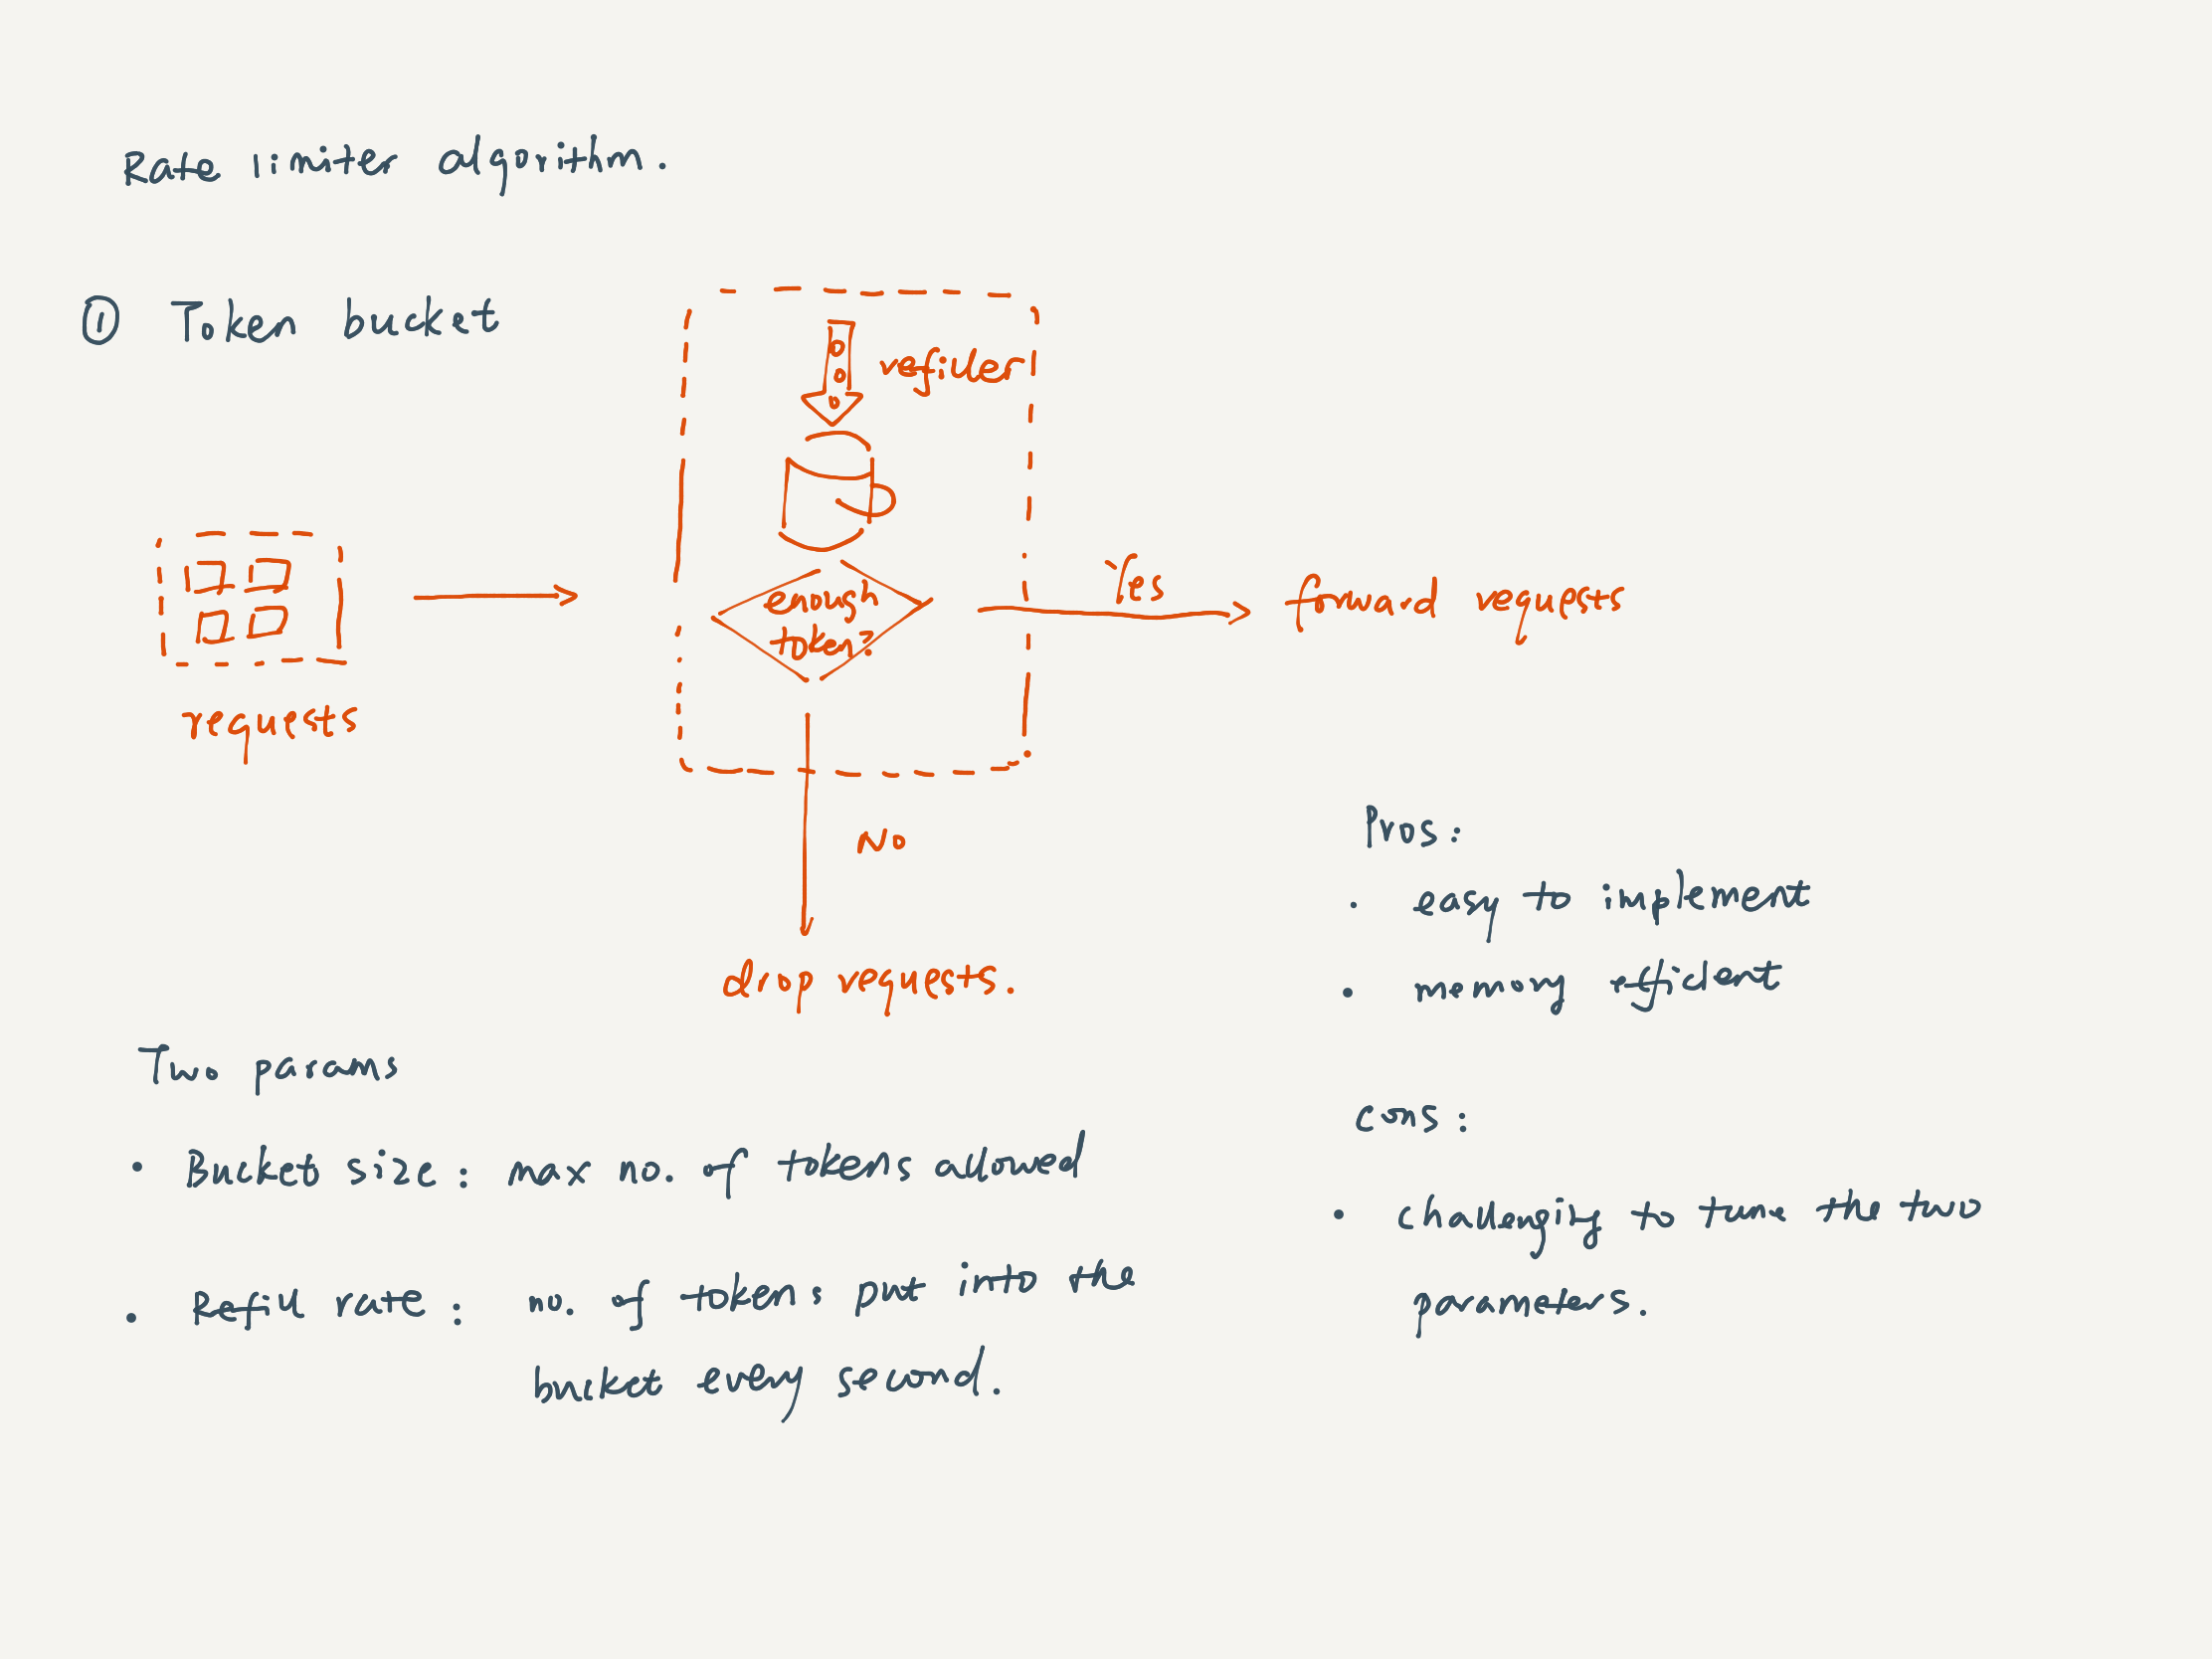 Rate limiter algorithm.
① Token bucket
refiller
enough
token?
requests
Yes
forward requests
No
drop requests.
Two params
• Bucket size: max no. of tokens allowed
• Refill rate: no. of tokens put into the
bucket every second.
Pros:
• easy to implement
• memory efficient
cons:
• challenging to tune the two
parameters.